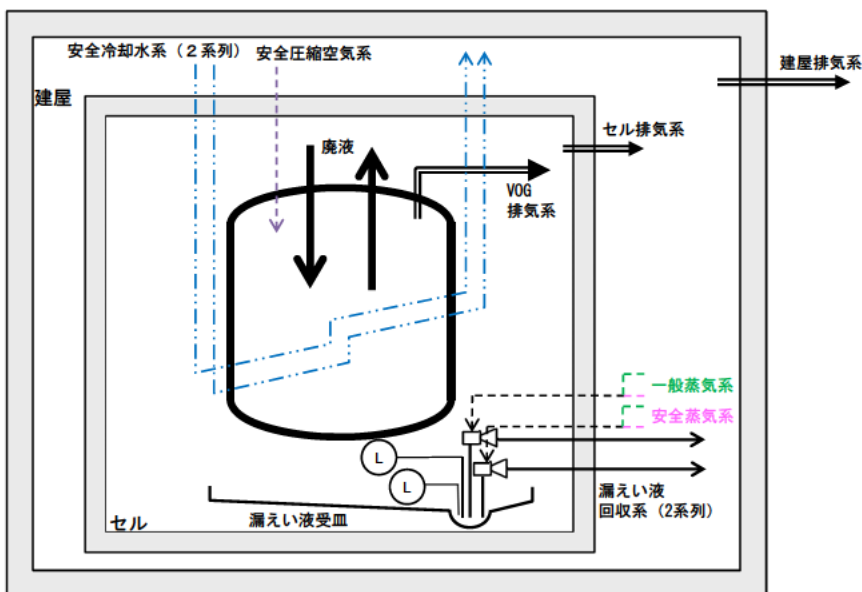 安全冷却水系（２系列）
安全圧縮空気系
建屋排気系
建屋
セル排気系
廃液
VOG
排気系
一般蒸気系
安全蒸気系
L
L
漏えい液
回収系（2系列）
漏えい液受皿
セル